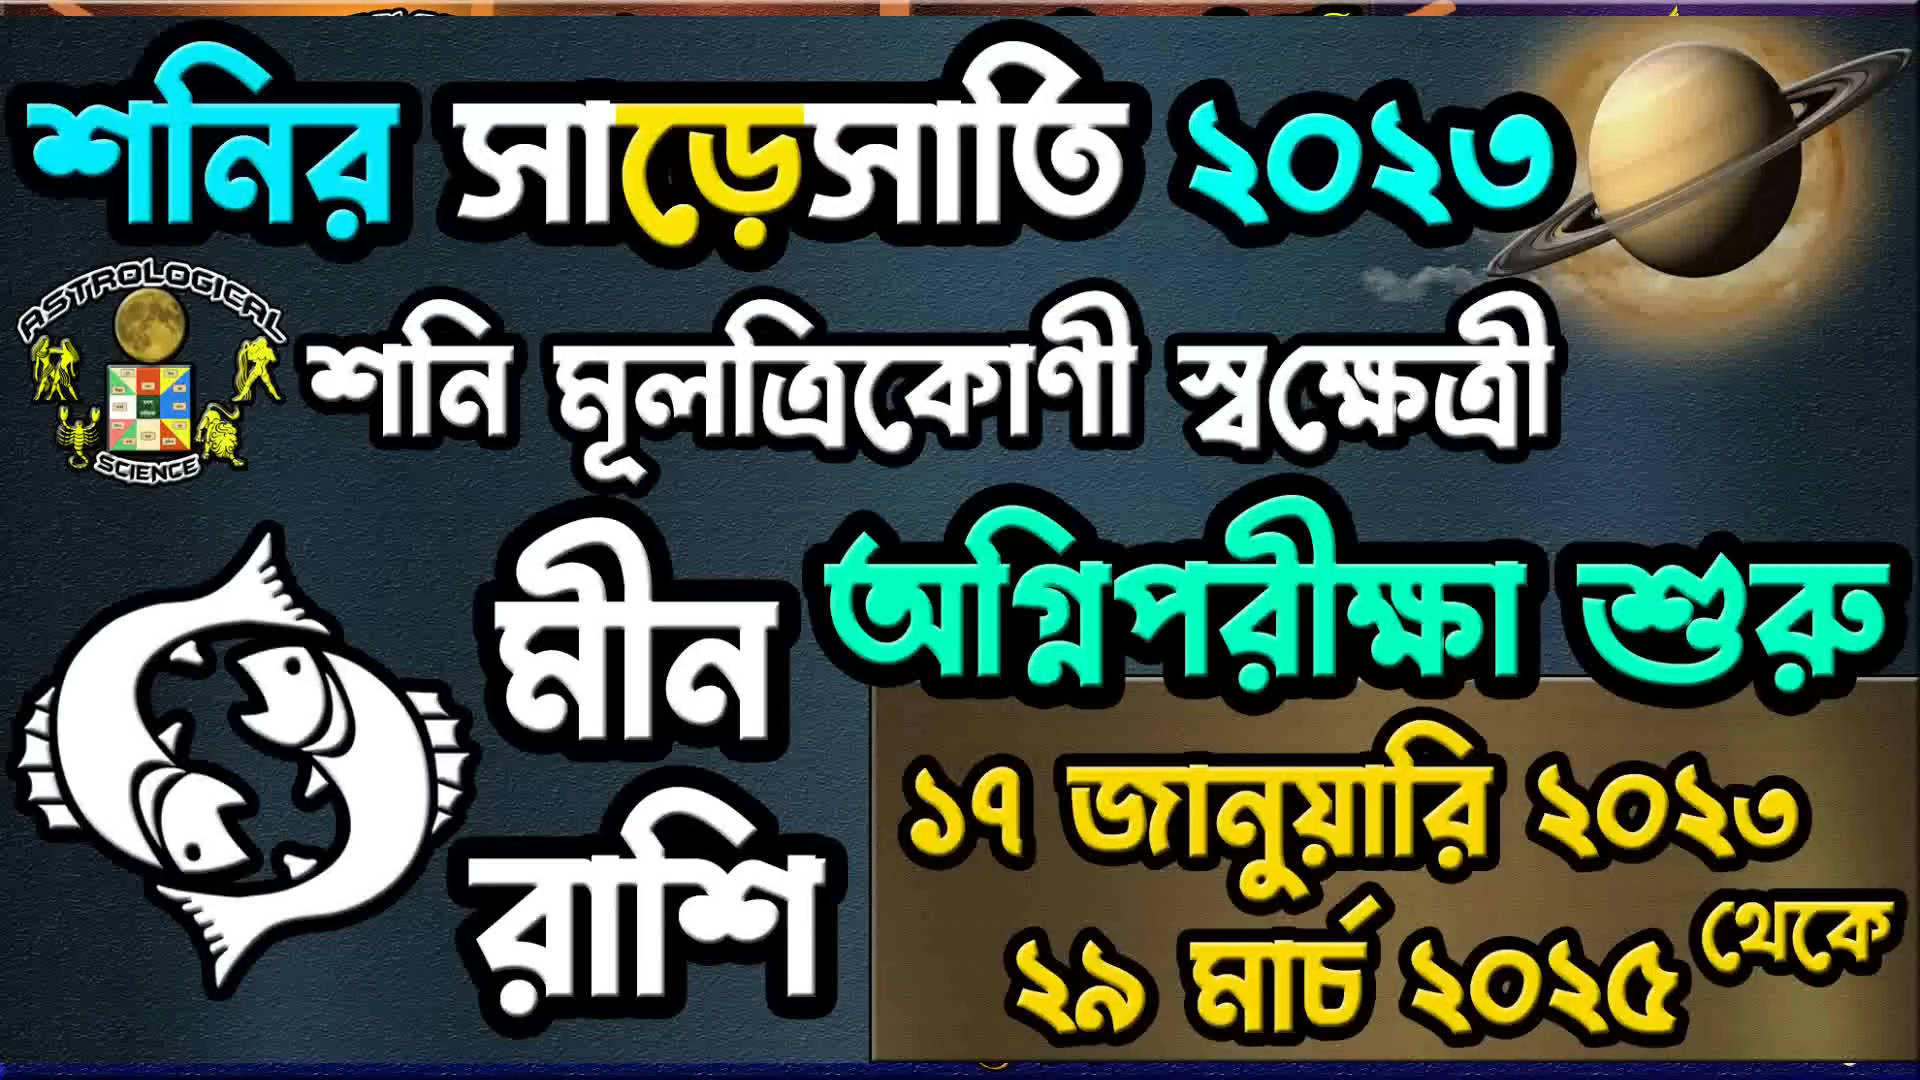 শনির সাড়েসাতি ২০২৩
ASTROLOGICAL
SCIENCE
শনি মূলত্রিকোণী স্বক্ষেত্রী
মীন
রাশি
অগ্নিপরীক্ষা শুরু
১৭ জানুয়ারি ২০২৩
থেকে
২৯ মার্চ ২০২৫